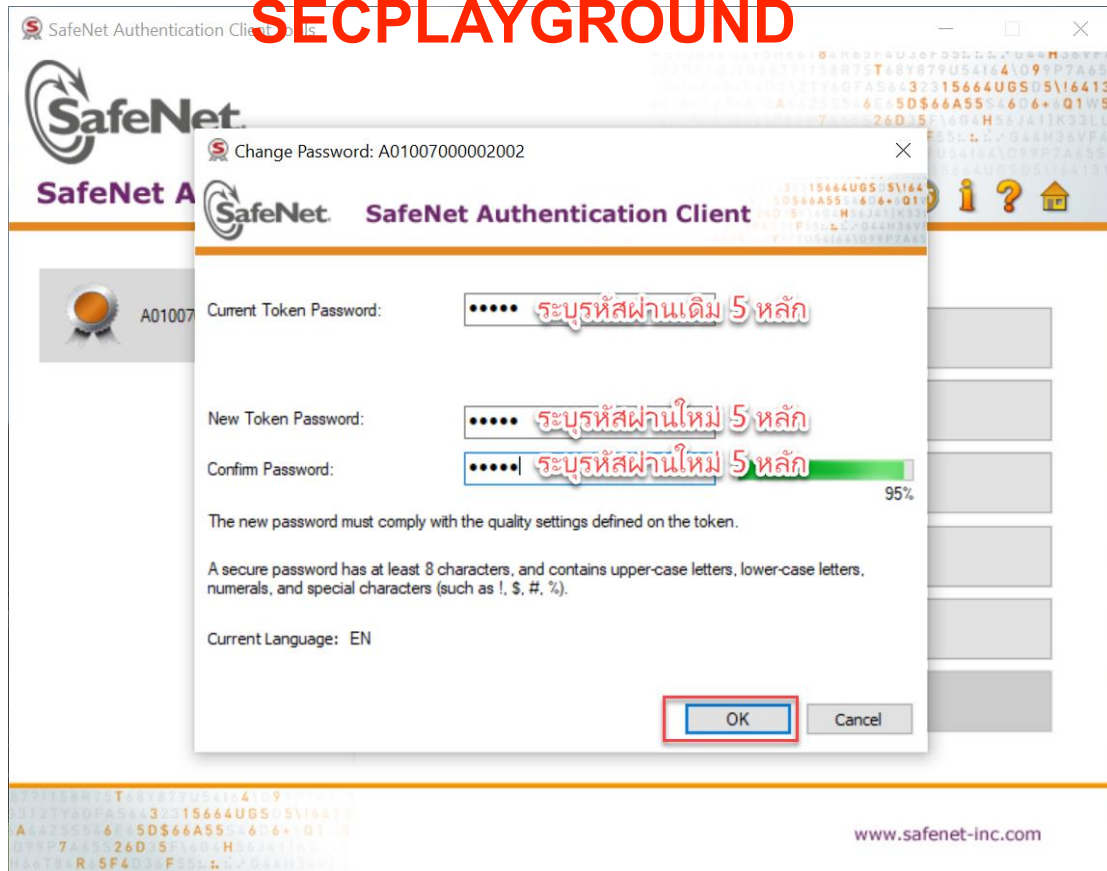 SECPLAYGROUND
SafeNet Authentication Client Tools
SafeNet
Change Password: A01007000002002
SafeNet A
SafeNet.
SafeNet Authentication Client
A01007
Current Token Password:
••••• ระบุรหัสผ่านเดิม 5 หลัก
New Token Password:
••••• ระบุรหัสผ่านใหม่ 5 หลัก
Confirm Password:
••••• ระบุรหัสผ่านใหม่ 5 หลัก
95%
The new password must comply with the quality settings defined on the token.
A secure password has at least 8 characters, and contains upper-case letters, lower-case letters,
numerals, and special characters (such as !, $, #, %).
Current Language: EN
OK
Cancel
www.safenet-inc.com